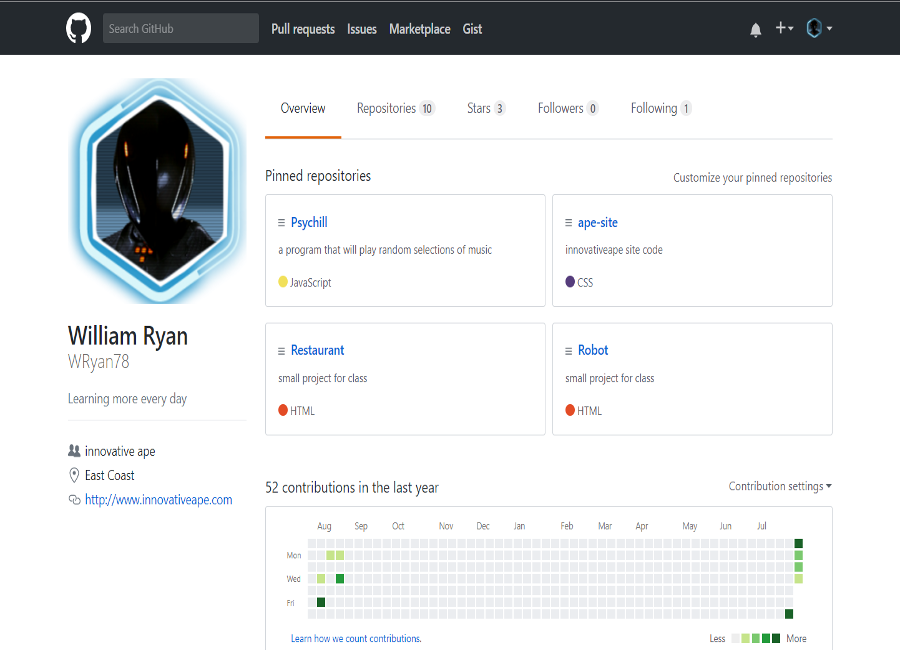 Search GitHub Pull requests Issues Marketplace Gist
Overview Repositories 10 Stars 3 Followers 0 Following 1
William Ryan
WRyan78
Learning more every day
innovative ape
East Coast
http://www.innovativeape.com
Pinned repositories Customize your pinned repositories
Psychill
a program that will play random selections of music
JavaScript
ape-site
innovativeape site code
CSS
Restaurant
small project for class
HTML
Robot
small project for class
HTML
52 contributions in the last year Contribution settings
Aug Sep Oct Nov Dec Jan Feb Mar Apr May Jun Jul
Mon
Wed
Fri
Learn how we count contributions. Less More